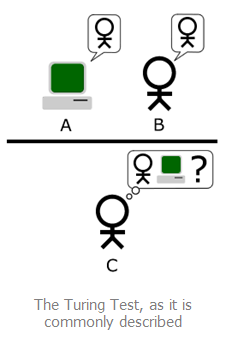 A
B
?
C
The Turing Test, as it is
commonly described